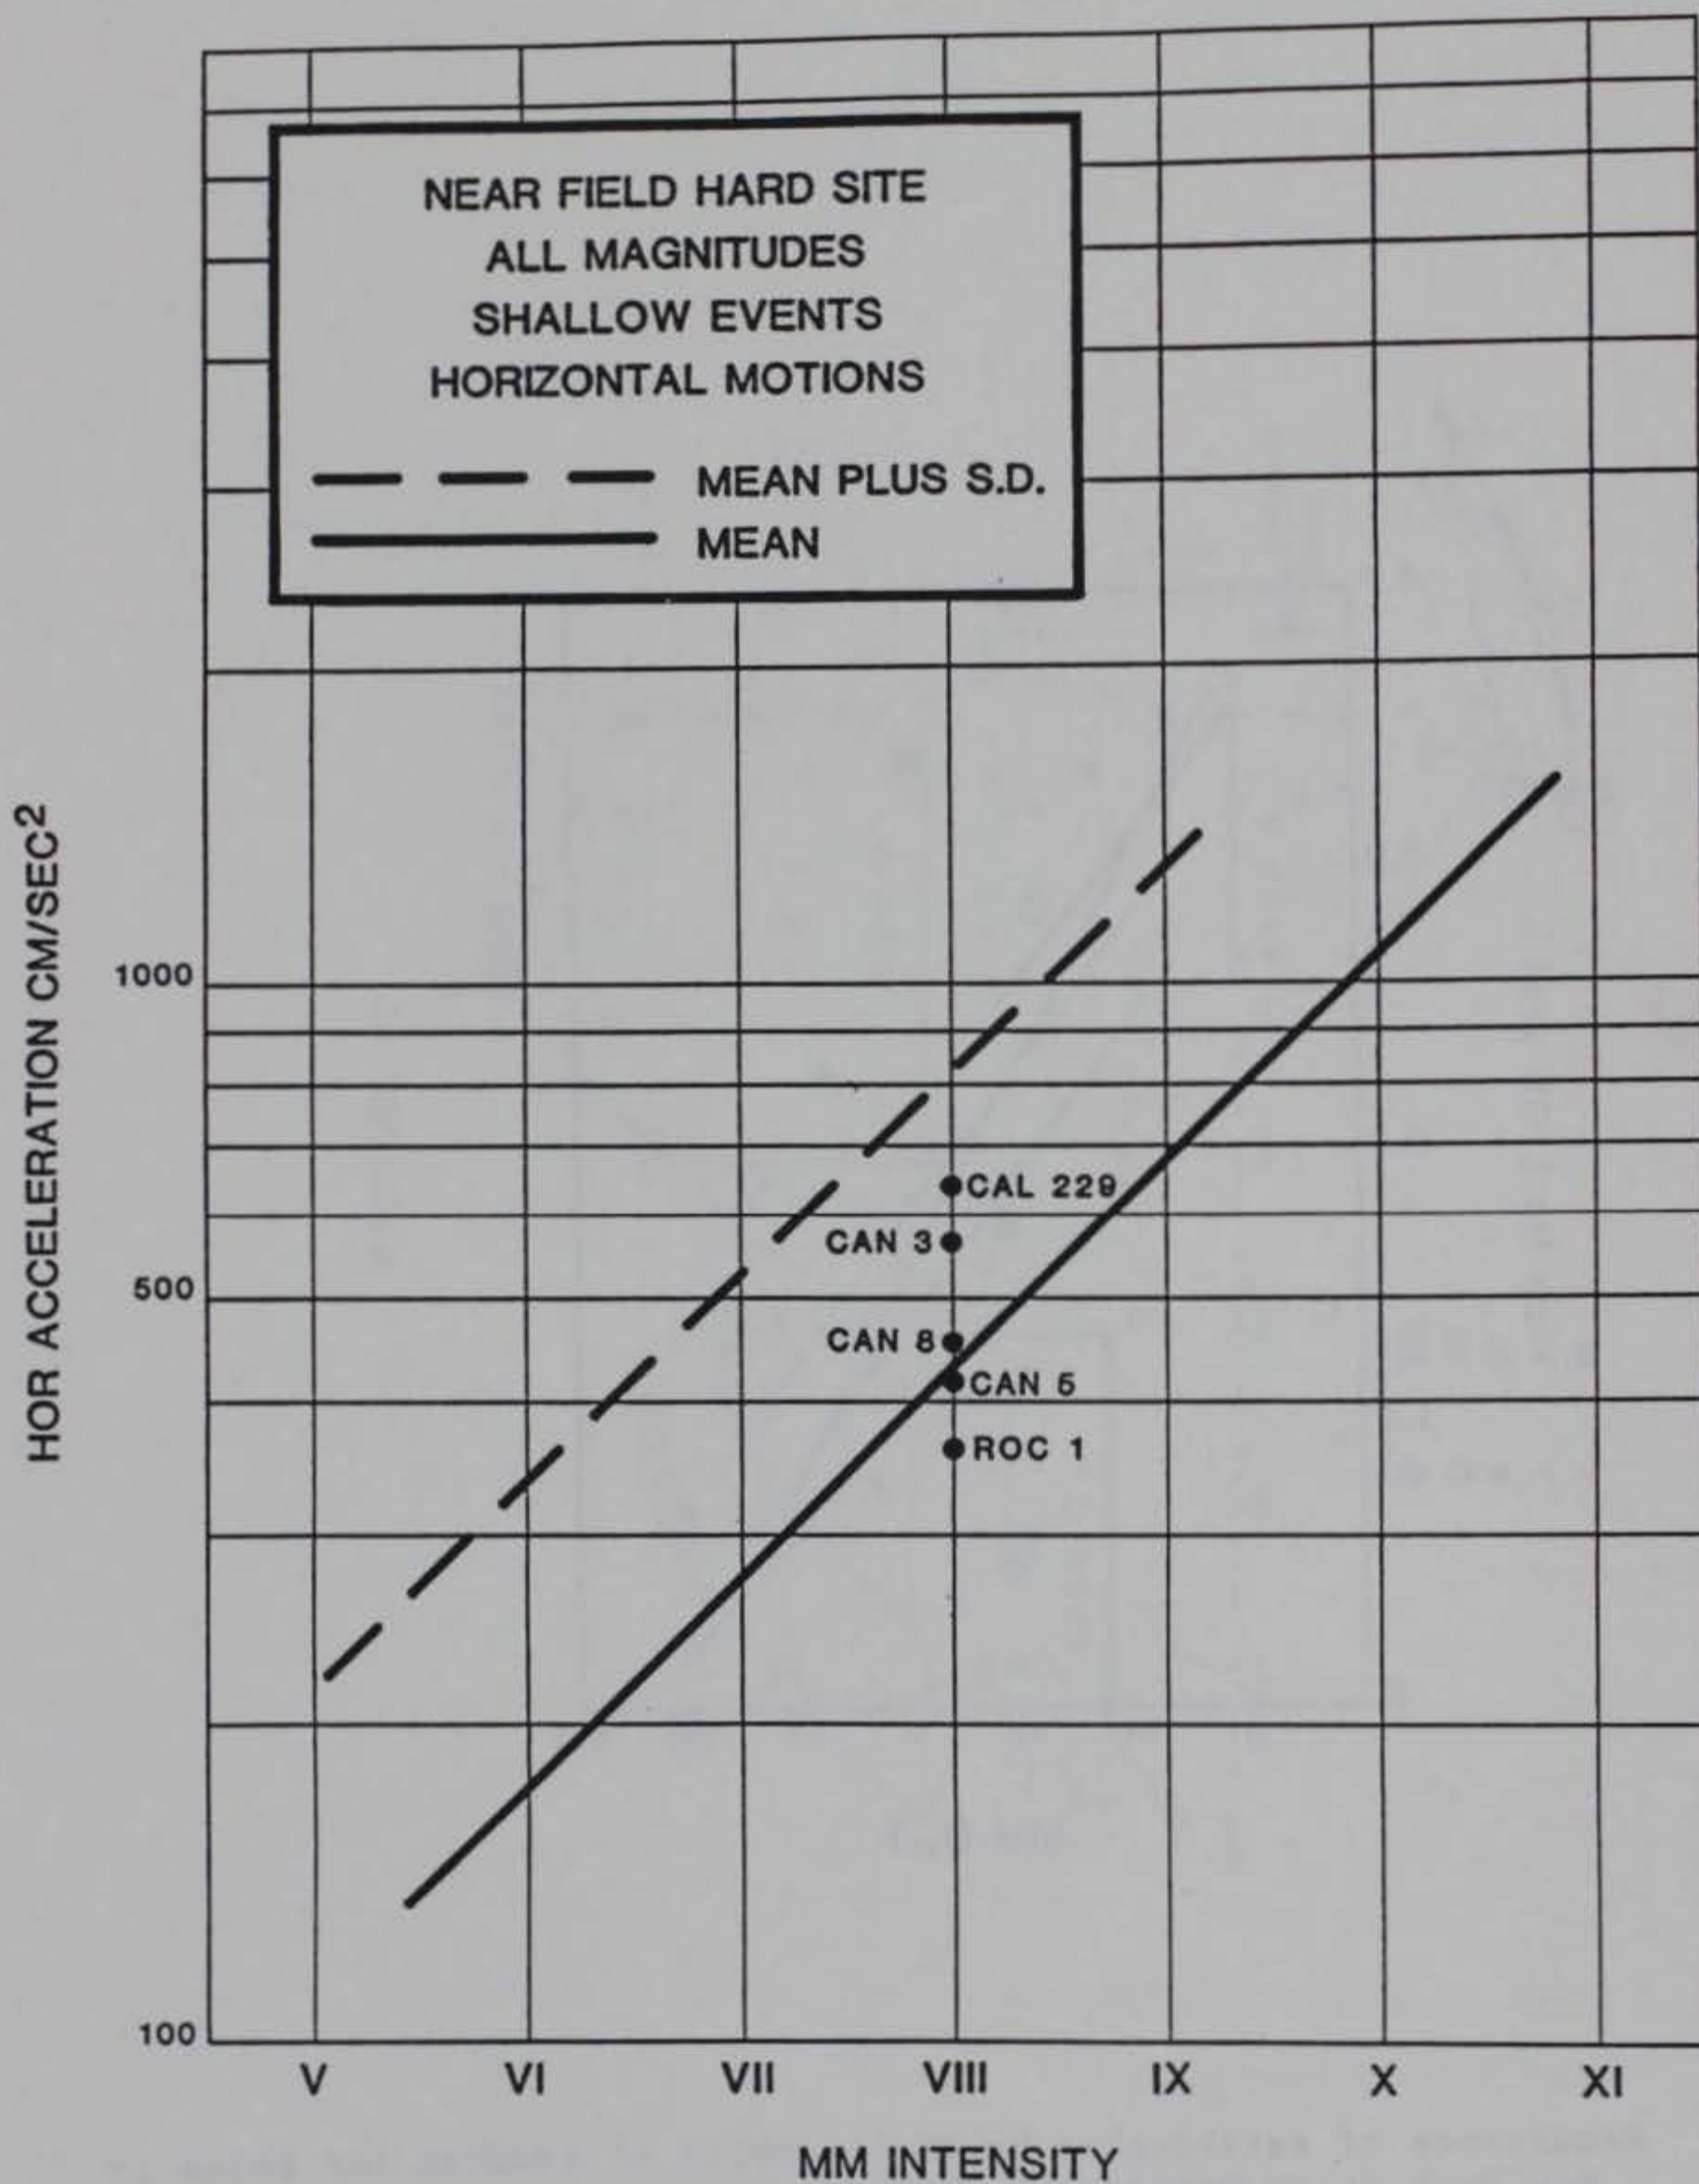 NEAR FIELD HARD SITE
ALL MAGNITUDES
SHALLOW EVENTS
HORIZONTAL MOTIONS
MEAN PLUS S.D.
MEAN
HOR ACCELERATION CM/SEC2
1000
500
100
CAL 229
CAN 3
CAN 8
CAN 5
ROC 1
V VI VII VIII IX X XI
MM INTENSITY